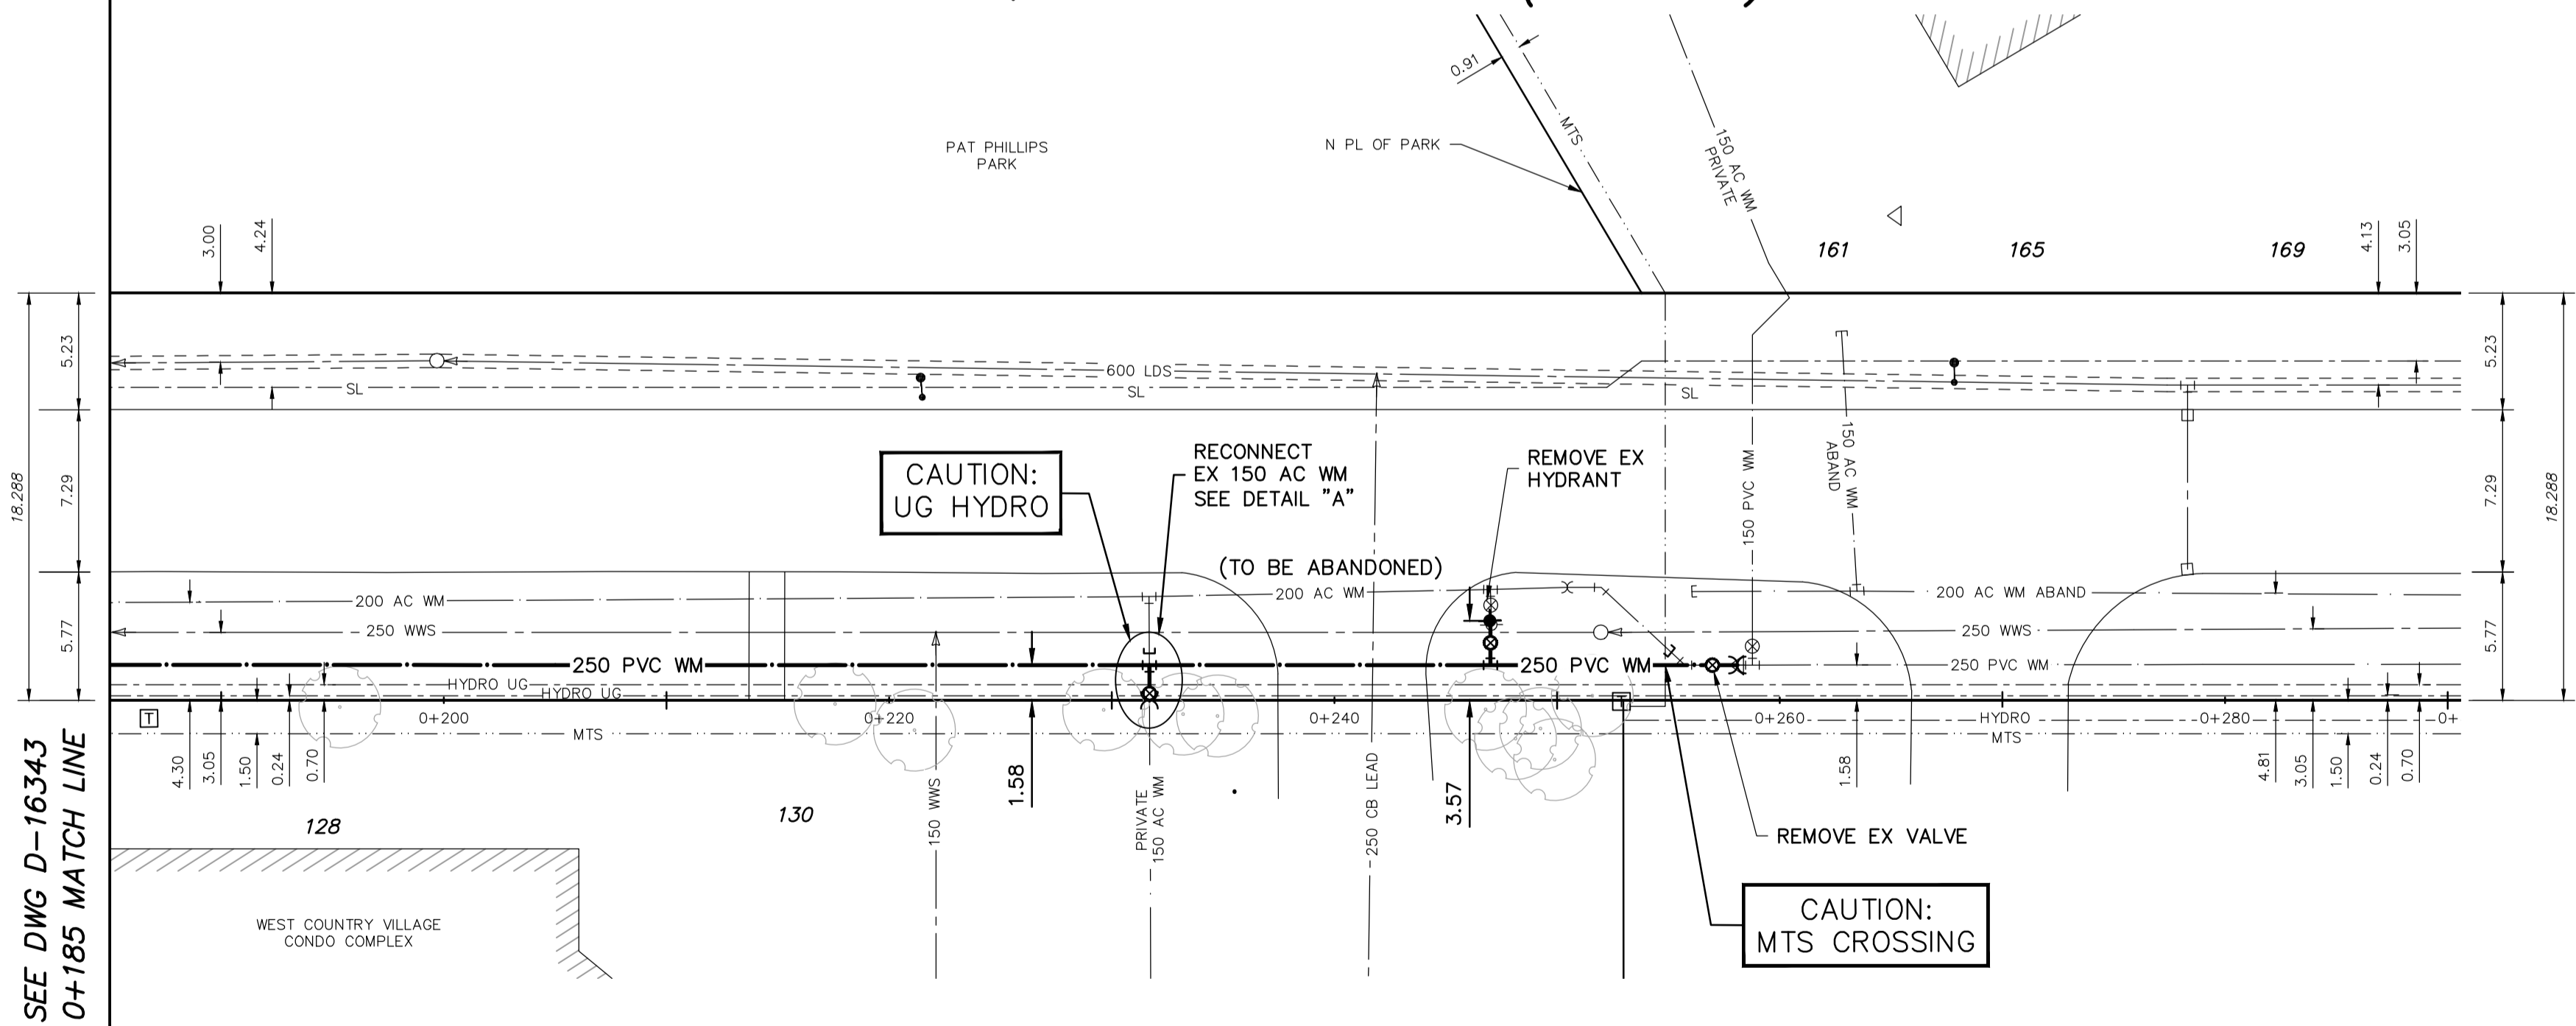 0.91
MTS
150 AC WM
PRIVATE
PAT PHILLIPS
PARK
N PL OF PARK
3.00
4.24
161
165
169
4.13
3.05
5.23
7.29
5.77
18.288
600 LDS
SL
SL
SL
5.23
7.29
5.77
18.288
CAUTION:
UG HYDRO
RECONNECT
EX 150 AC WM
SEE DETAIL "A"
REMOVE EX
HYDRANT
150 PVC WM
150 AC WM
ABAND
(TO BE ABANDONED)
200 AC WM
200 AC WM
200 AC WM ABAND
250 WWS
250 WWS
250 PVC WM
250 PVC WM
250 PVC WM
HYDRO UG
HYDRO UG
T
T
0+200
0+220
0+240
0+260
HYDRO
0+280
0+
MTS
MTS
4.30
3.05
1.50
0.24
0.70
150 WWS
1.58
PRIVATE
150 AC WM
250 CB LEAD
3.57
1.58
4.81
3.05
1.50
0.24
0.70
128
130
REMOVE EX VALVE
CAUTION:
MTS CROSSING
WEST COUNTRY VILLAGE
CONDO COMPLEX
SEE DWG D-16343
0+185 MATCH LINE